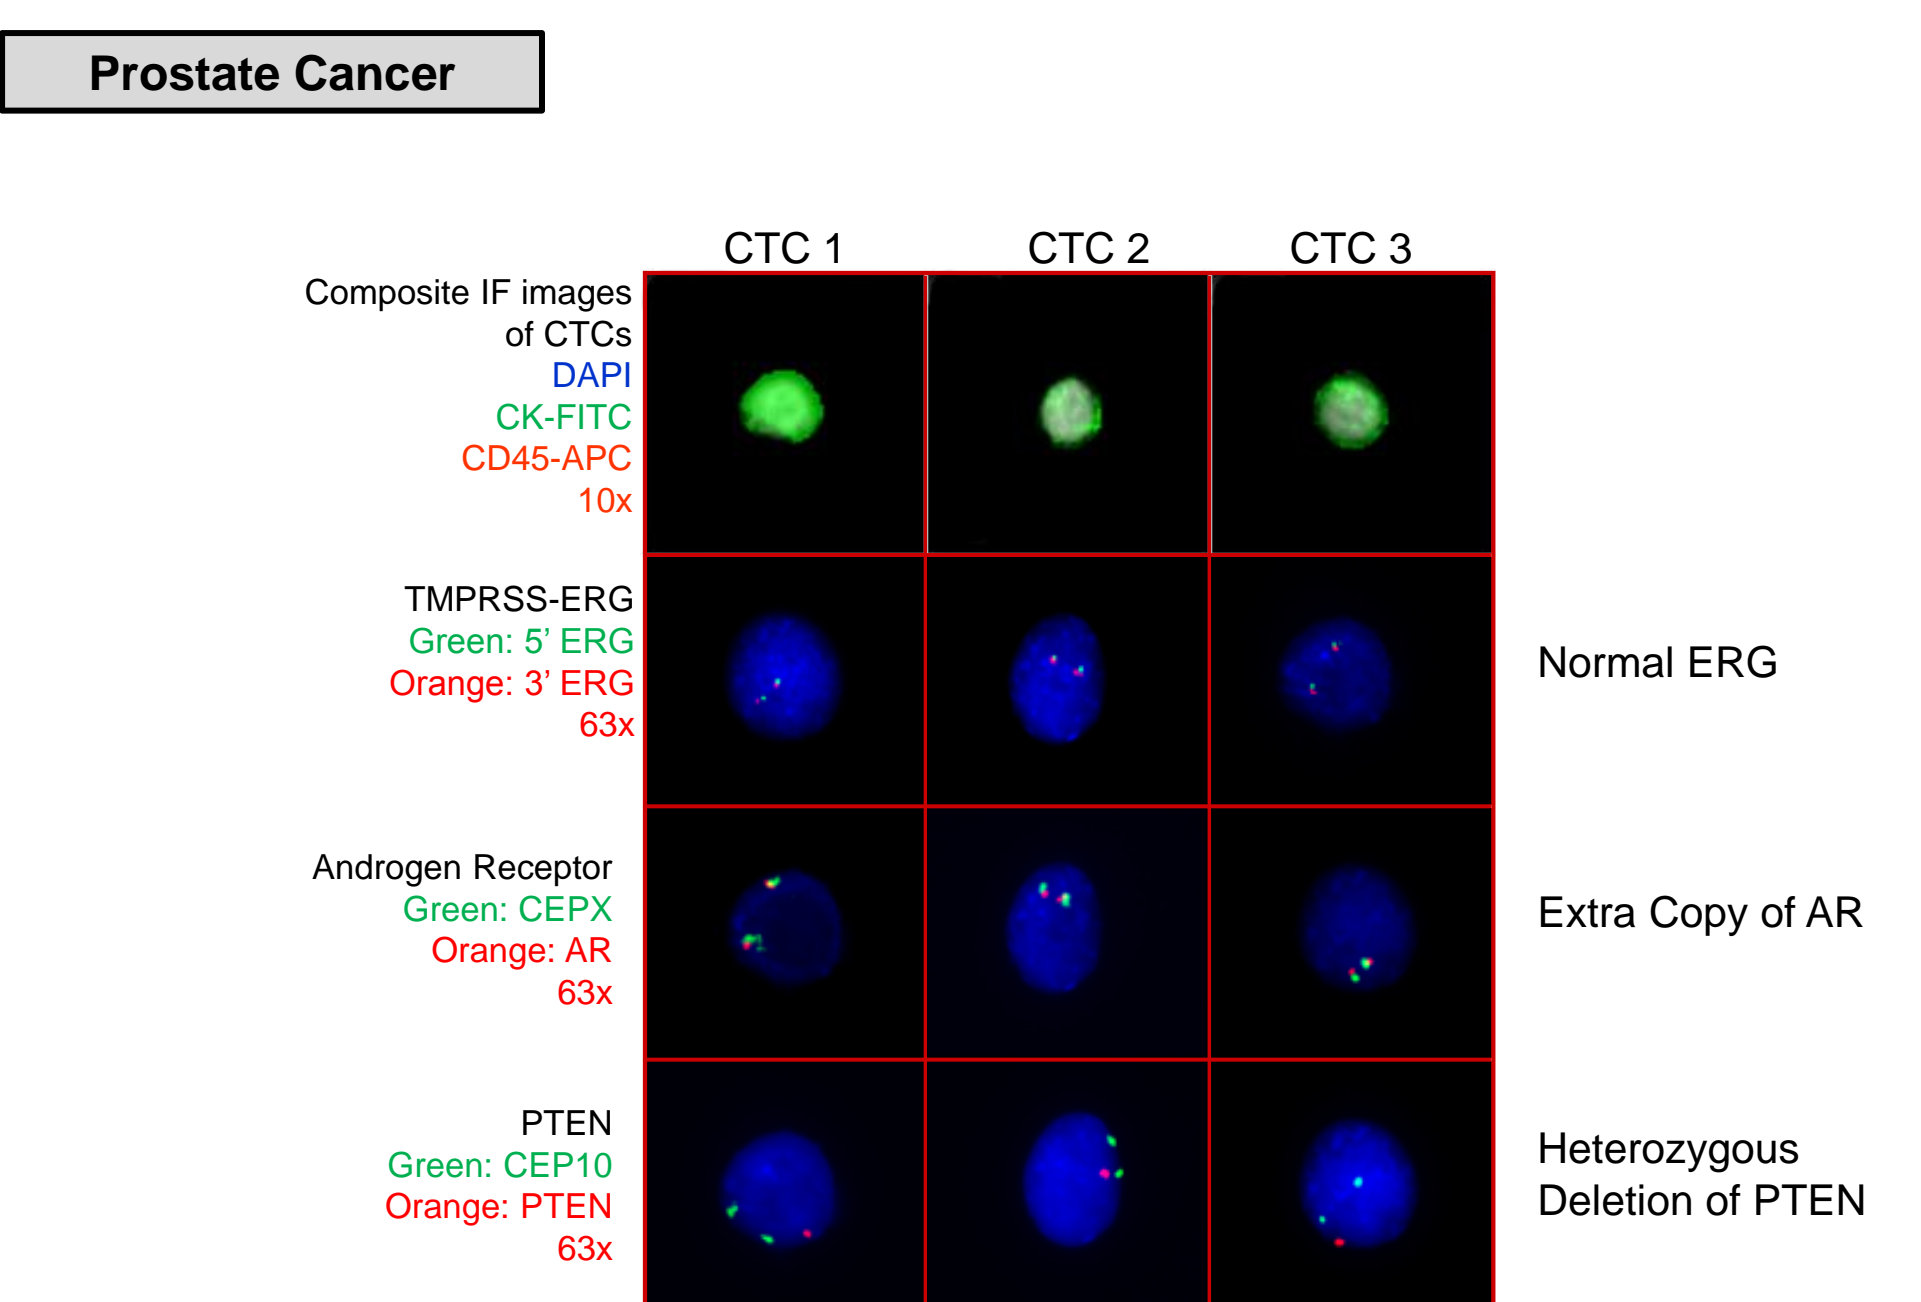 Prostate Cancer
CTC 1
CTC 2
CTC 3
Composite IF images
of CTCs
DAPI
CK-FITC
CD45-APC
10x
TMPRSS-ERG
Green: 5’ ERG
Orange: 3’ ERG
63x
Normal ERG
Androgen Receptor
Green: CEPX
Orange: AR
63x
Extra Copy of AR
PTEN
Green: CEP10
Orange: PTEN
63x
Heterozygous
Deletion of PTEN